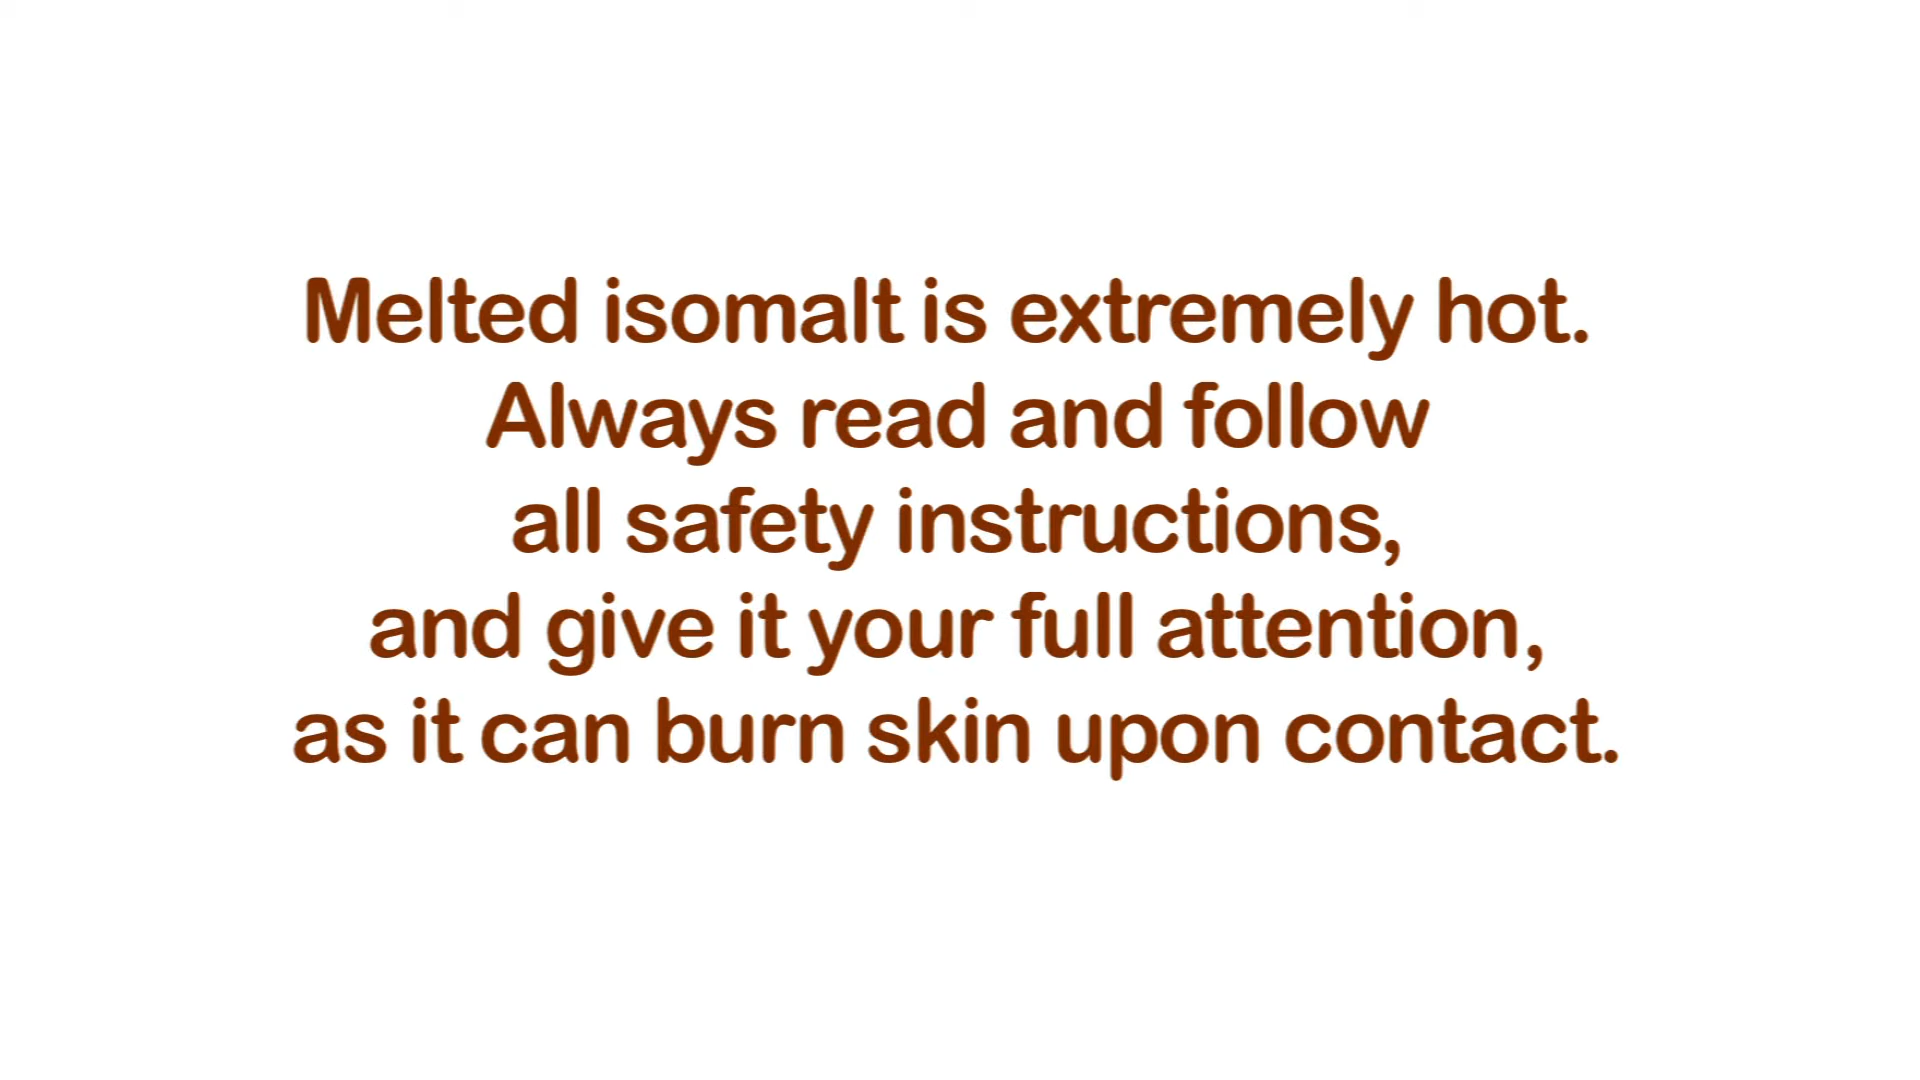 Melted isomalt is extremely hot.
Always read and follow
all safety instructions,
and give it your full attention,
as it can burn skin upon contact.